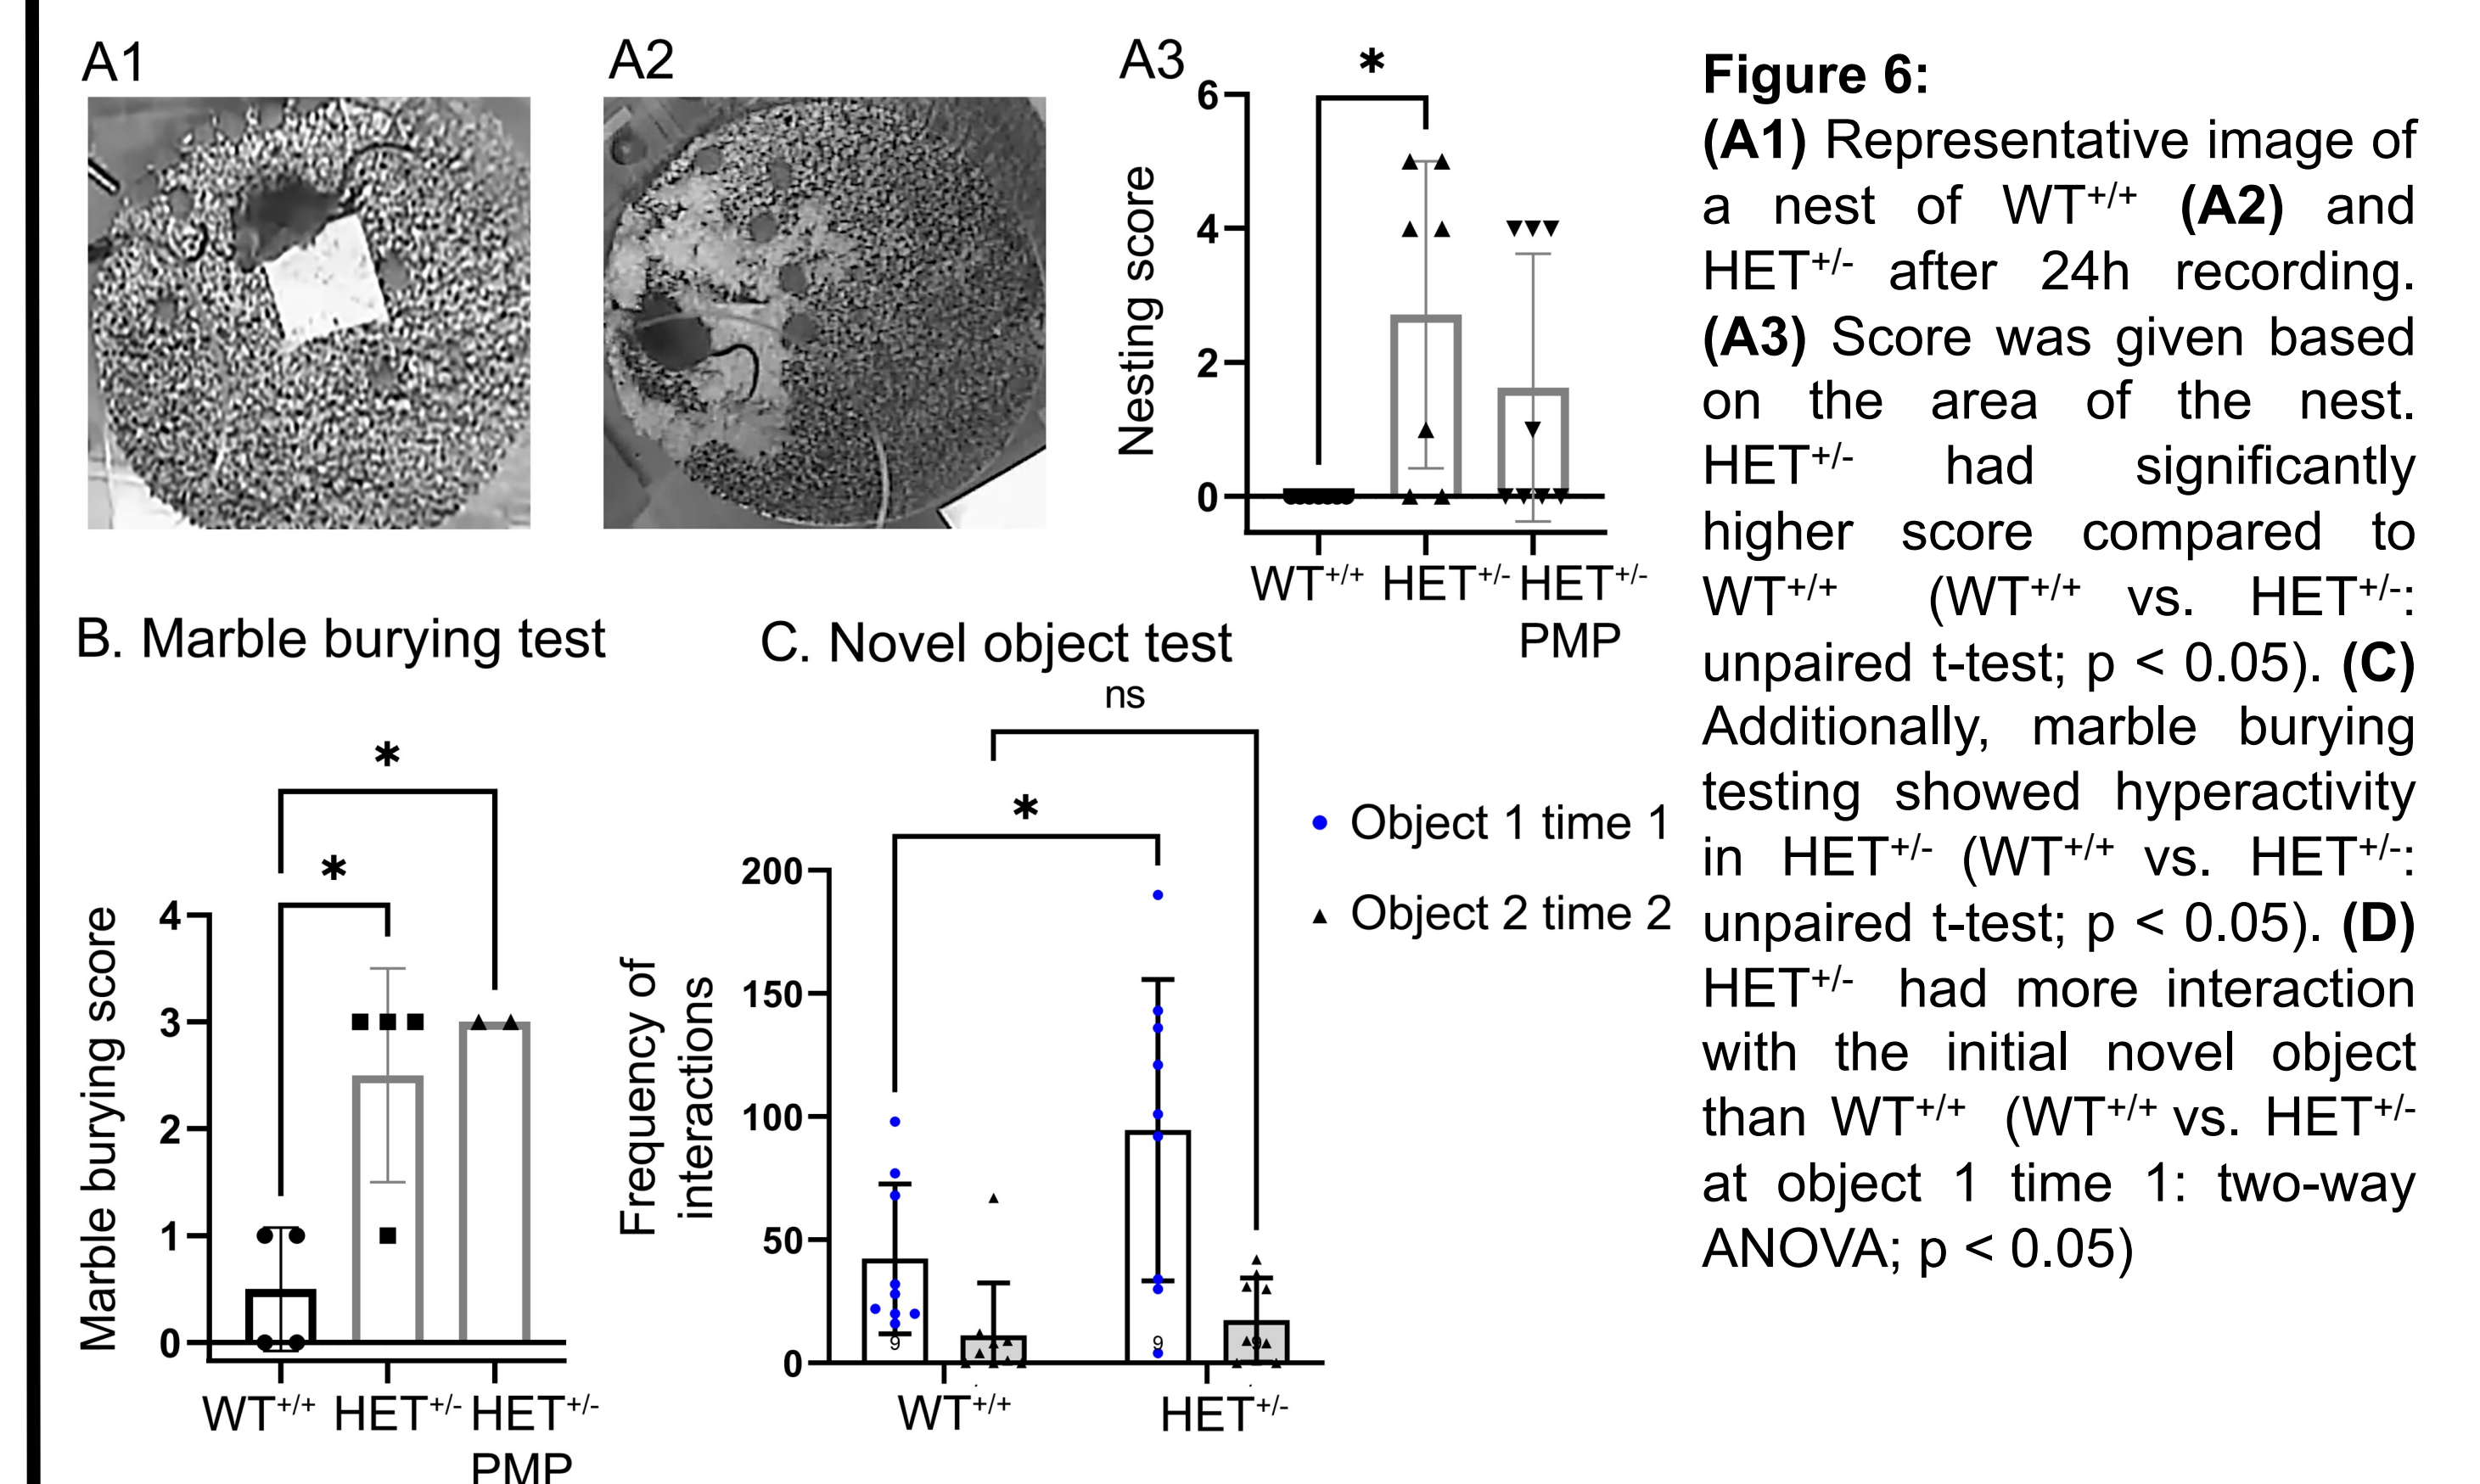 A1
A2
A3
*
6
4
2
0
Nesting score
WT+/+ HET+/- HET+/-
PMP
B. Marble burying test
*
*
4
3
2
1
0
Marble burying score
WT+/+ HET+/- HET+/-
PMP
C. Novel object test
ns
*
200
150
100
50
0
Frequency of
interactions
9
9
9
WT+/+ HET+/-
Object 1 time 1
Object 2 time 2
Figure 6:
(A1) Representative image of
a nest of WT+/+ (A2) and
HET+/- after 24h recording.
(A3) Score was given based
on the area of the nest.
HET+/- had significantly
higher score compared to
WT+/+ (WT+/+ vs. HET+/-:
unpaired t-test; p < 0.05). (C)
Additionally, marble burying
testing showed hyperactivity
in HET+/- (WT+/+ vs. HET+/-:
unpaired t-test; p < 0.05). (D)
HET+/- had more interaction
with the initial novel object
than WT+/+ (WT+/+ vs. HET+/-
at object 1 time 1: two-way
ANOVA; p < 0.05)